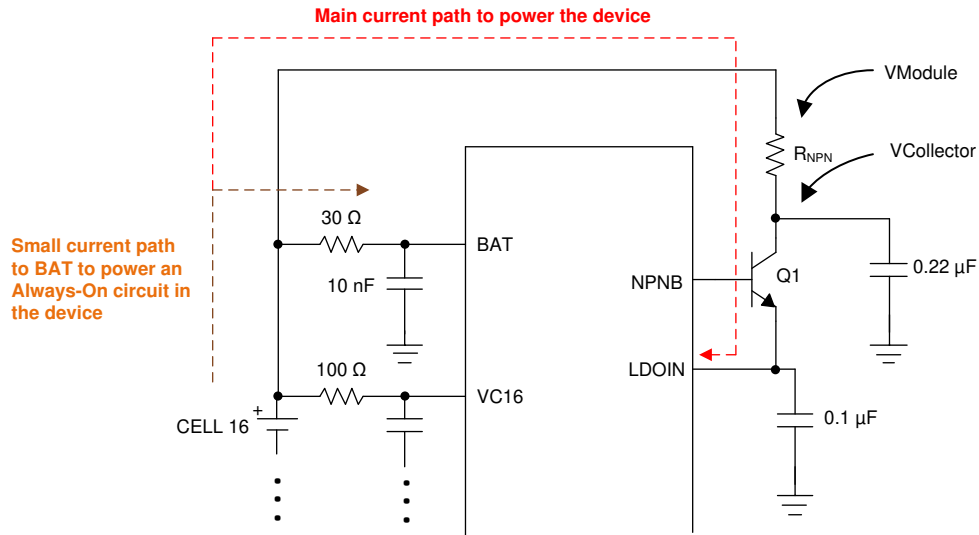 Main current path to power the device
VModule
RNPN
VCollector
30 Ω
BAT
Small current path
to BAT to power an
Always-On circuit in
the device
10 nF
NPNB
Q1
0.22 µF
100 Ω
LDOIN
VC16
+
CELL 16
0.1 µF